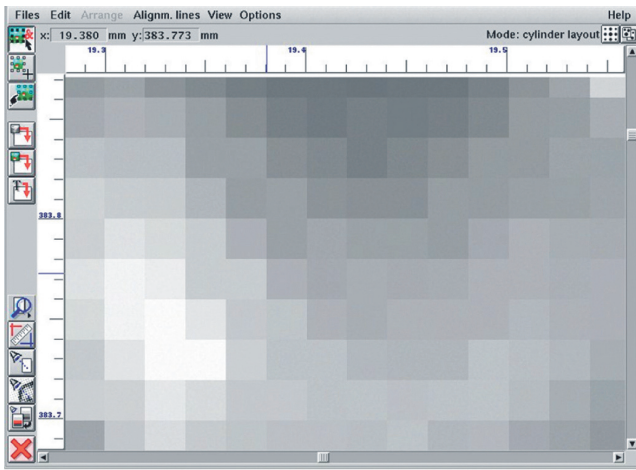 Files Edit Arrange Alignm. lines View Options Help
x: 19.380 mm y:383.773 mm Mode: cylinder layout
19.3 19.4 19.5
383.8
383.7